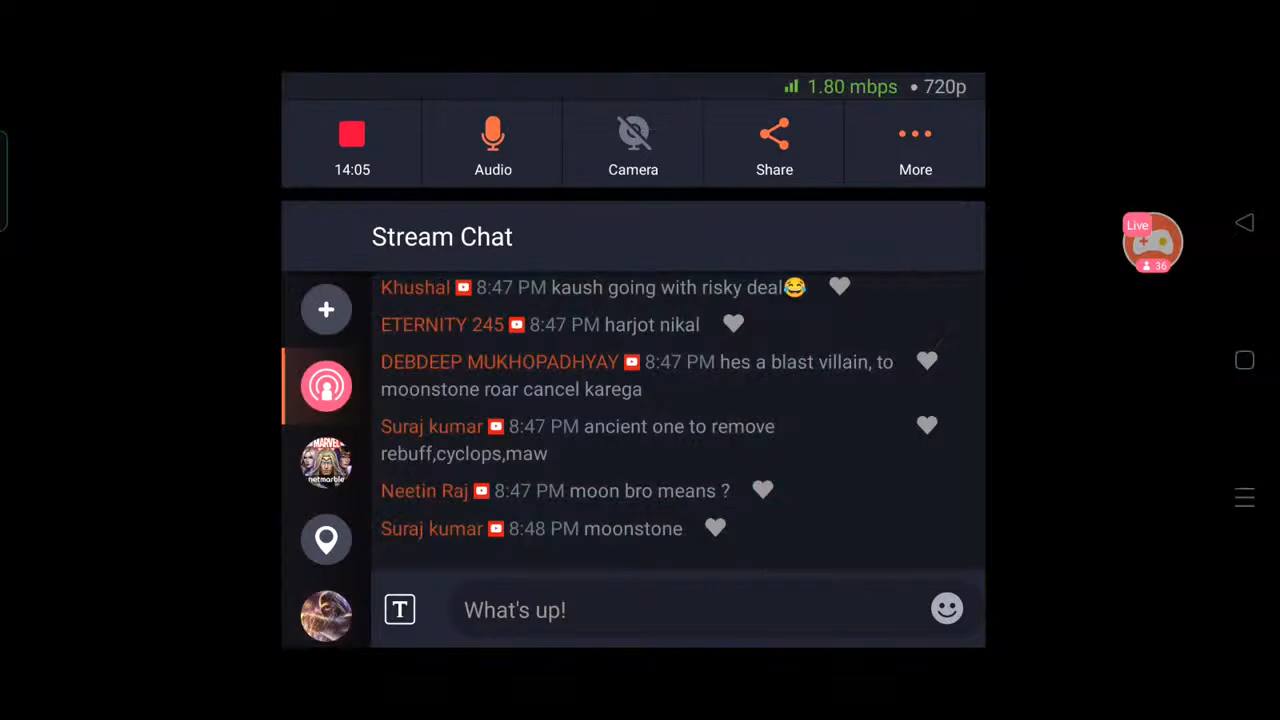 1.80 mbps • 720p
14:05 Audio Camera Share More
Stream Chat
Live
36
Khushal 8:47 PM kaush going with risky deal😂
ETERNITY 245 8:47 PM harjot nikal
DEBDEEP MUKHOPADHYAY 8:47 PM hes a blast villain, to
moonstone roar cancel karega
Suraj kumar 8:47 PM ancient one to remove
rebuff,cyclops,maw
MARVEL
netmarble
Neetin Raj 8:47 PM moon bro means ?
Suraj kumar 8:48 PM moonstone
T What's up!